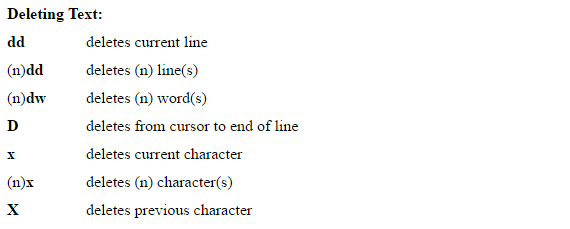 Deleting Text:
dd deletes current line
(n)dd deletes (n) line(s)
(n)dw deletes (n) word(s)
D deletes from cursor to end of line
x deletes current character
(n)x deletes (n) character(s)
X deletes previous character